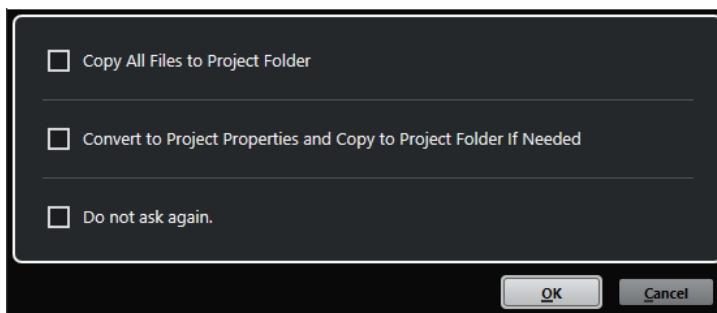 Copy All Files to Project Folder
Convert to Project Properties and Copy to Project Folder If Needed
Do not ask again.
OK
Cancel